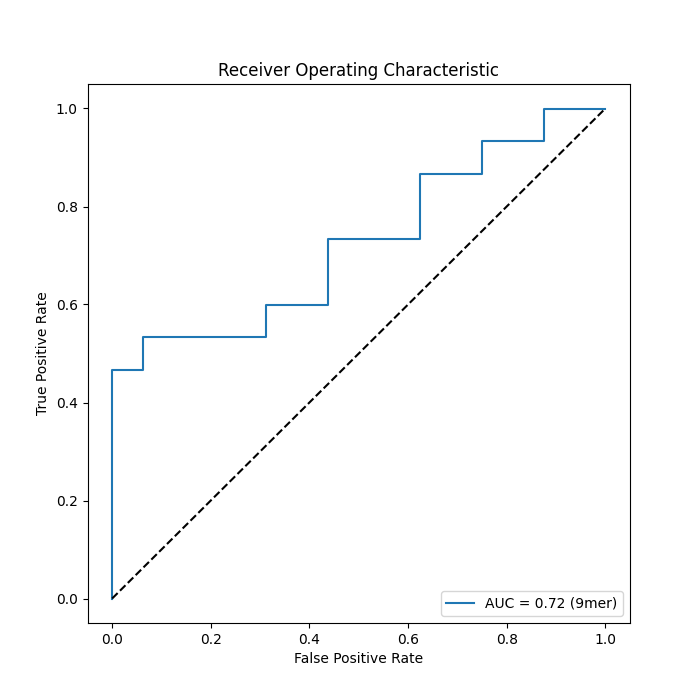 Receiver Operating Characteristic
True Positive Rate
1.0
0.8
0.6
0.4
0.2
0.0
0.0 0.2 0.4 0.6 0.8 1.0
False Positive Rate
AUC = 0.72 (9mer)